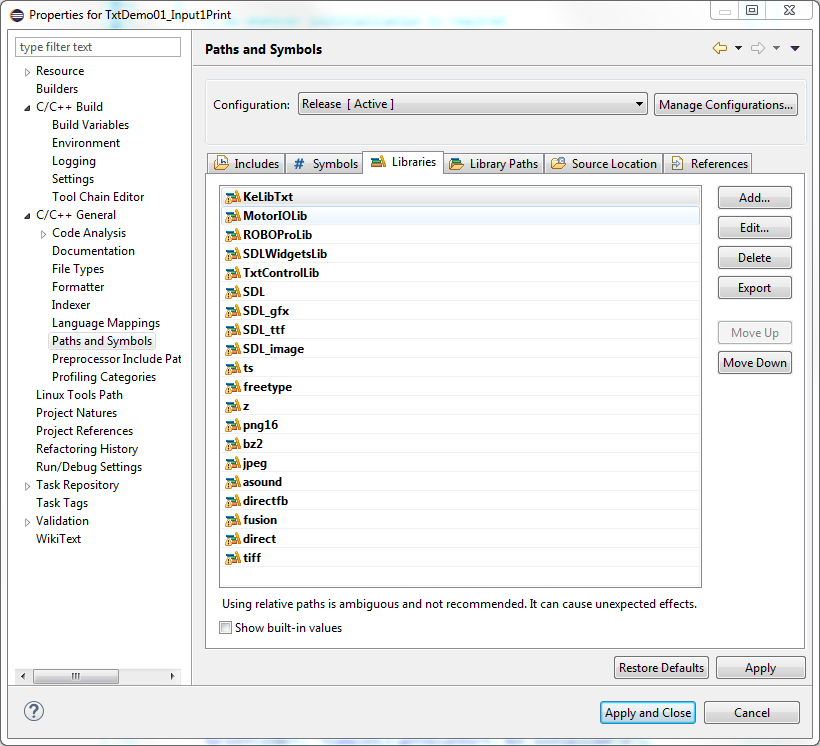 Properties for TxtDemo01_Input1Print
type filter text
Resource
Builders
C/C++ Build
Build Variables
Environment
Logging
Settings
Tool Chain Editor
C/C++ General
Code Analysis
Documentation
File Types
Formatter
Indexer
Language Mappings
Paths and Symbols
Preprocessor Include Pat
Profiling Categories
Linux Tools Path
Project Natures
Project References
Refactoring History
Run/Debug Settings
Task Repository
Task Tags
Validation
WikiText
Paths and Symbols
Configuration: Release [ Active ] Manage Configurations...
Includes # Symbols Libraries Library Paths Source Location References
KeLibTxt
MotorIOLib
ROBOProLib
SDLWidgetsLib
TxtControlLib
SDL
SDL_gfx
SDL_ttf
SDL_image
ts
freetype
z
png16
bz2
jpeg
asound
directfb
fusion
direct
tiff
Add...
Edit...
Delete
Export
Move Up
Move Down
Using relative paths is ambiguous and not recommended. It can cause unexpected effects.
Show built-in values
Restore Defaults Apply
? Apply and Close Cancel